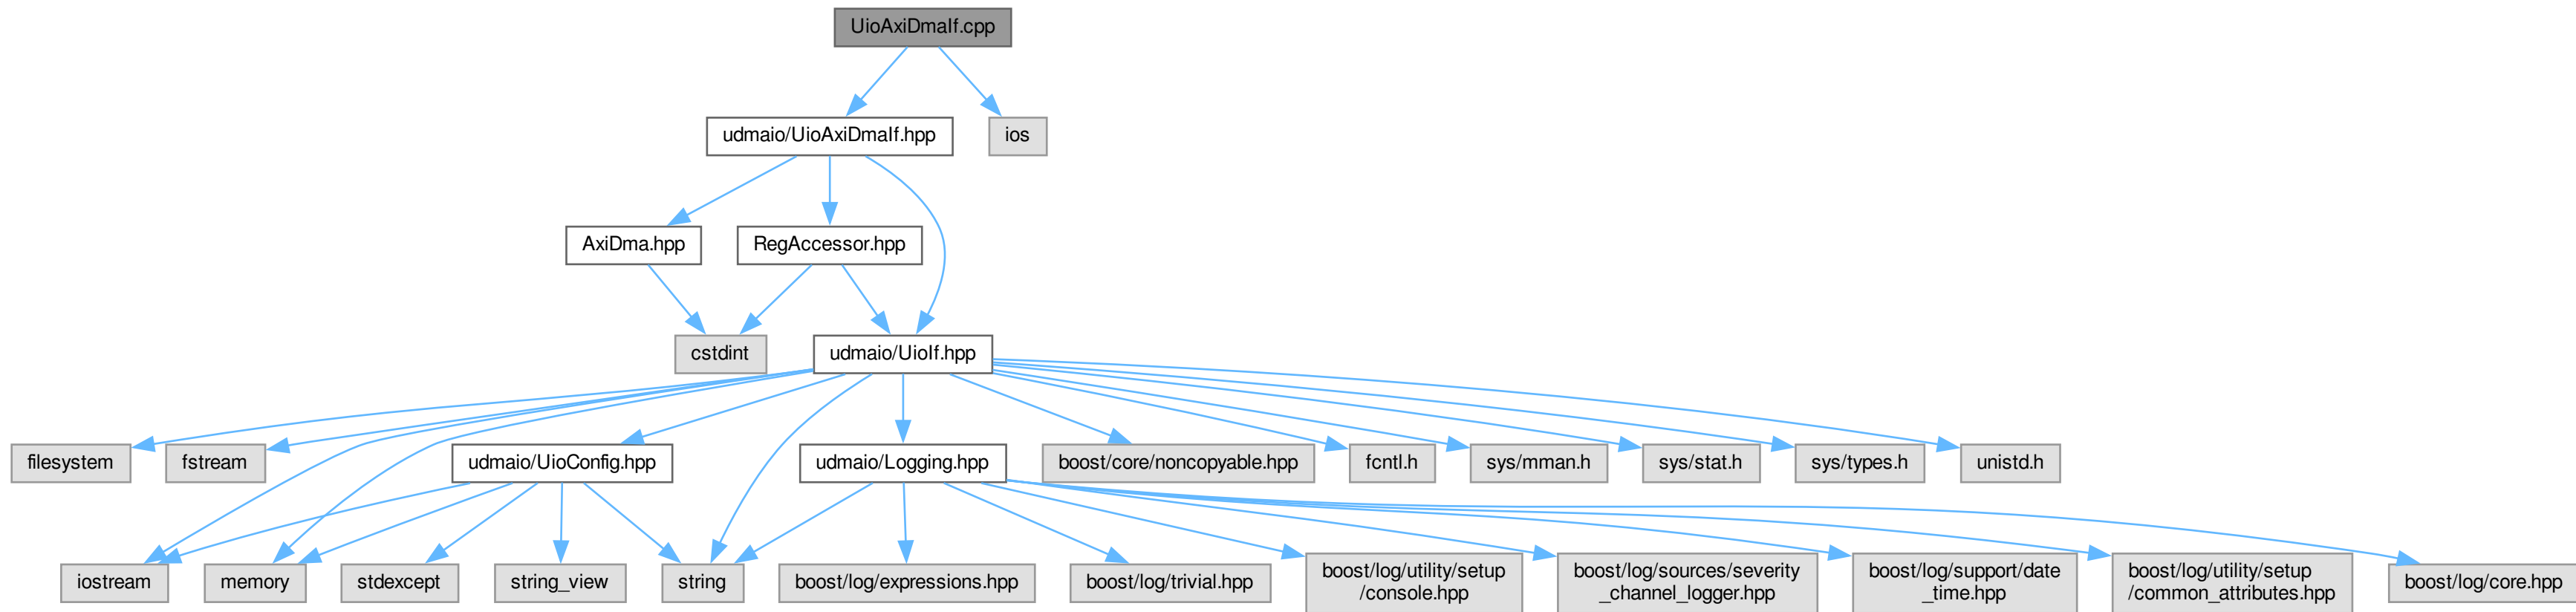 UioAxiDmaIf.cpp
udmaio/UioAxiDmaIf.hpp
ios
AxiDma.hpp
RegAccessor.hpp
cstdint
udmaio/UioIf.hpp
filesystem
fstream
udmaio/UioConfig.hpp
udmaio/Logging.hpp
boost/core/noncopyable.hpp
fcntl.h
sys/mman.h
sys/stat.h
sys/types.h
unistd.h
iostream
memory
stdexcept
string_view
string
boost/log/expressions.hpp
boost/log/trivial.hpp
boost/log/utility/setup
/console.hpp
boost/log/sources/severity
_channel_logger.hpp
boost/log/support/date
_time.hpp
boost/log/utility/setup
/common_attributes.hpp
boost/log/core.hpp